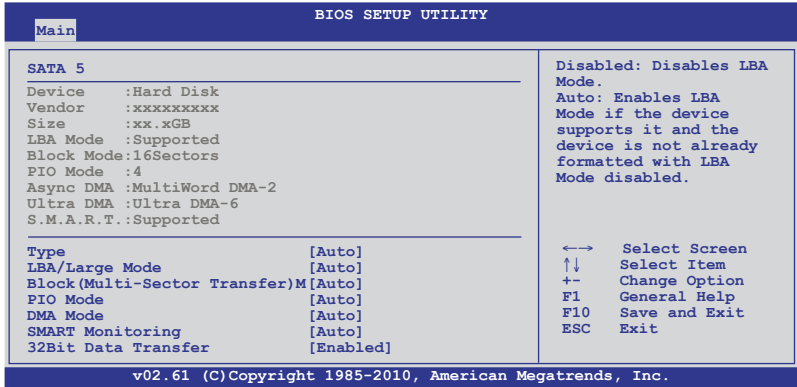 BIOS SETUP UTILITY
Main
SATA 5
Device :Hard Disk
Vendor :xxxxxxxxx
Size :xx.xGB
LBA Mode :Supported
Block Mode:16Sectors
PIO Mode :4
Async DMA :MultiWord DMA-2
Ultra DMA :Ultra DMA-6
S.M.A.R.T.:Supported
Type [Auto]
LBA/Large Mode [Auto]
Block(Multi-Sector Transfer)M[Auto]
PIO Mode [Auto]
DMA Mode [Auto]
SMART Monitoring [Auto]
32Bit Data Transfer [Enabled]
Disabled: Disables LBA
Mode.
Auto: Enables LBA
Mode if the device
supports it and the
device is not already
formatted with LBA
Mode disabled.
←→ Select Screen
↑↓ Select Item
+- Change Option
F1 General Help
F10 Save and Exit
ESC Exit
v02.61 (C)Copyright 1985-2010, American Megatrends, Inc.